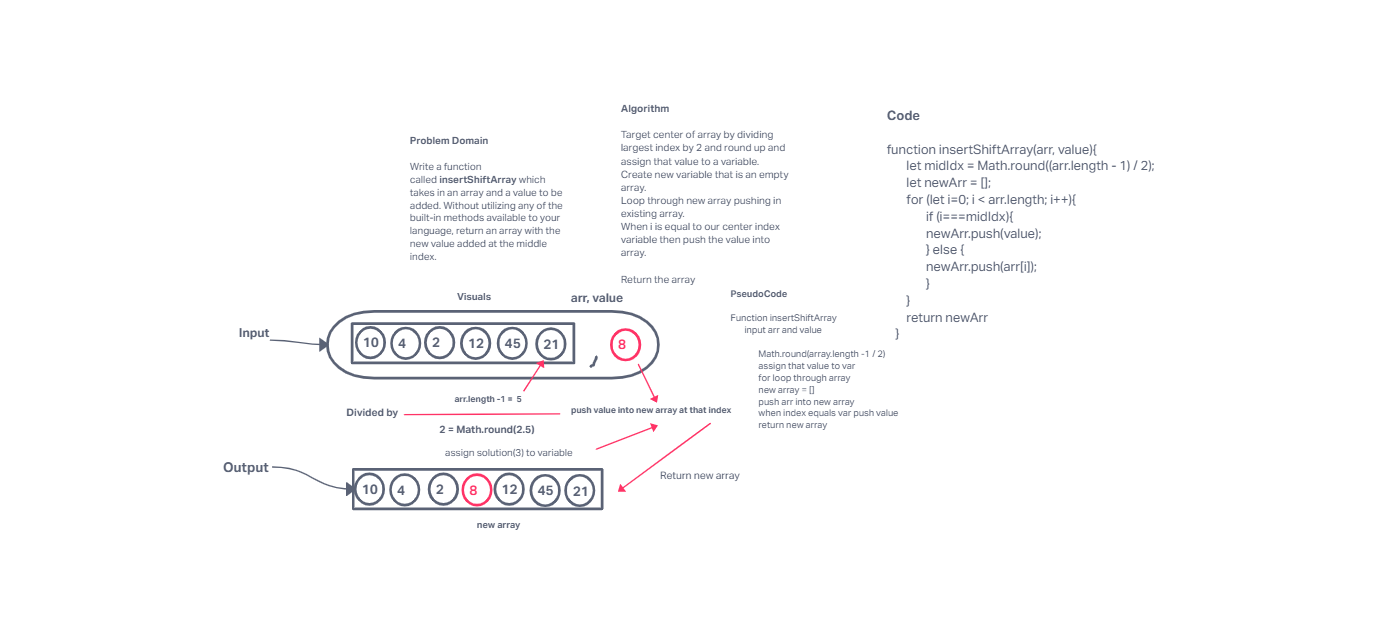 Problem Domain
Write a function
called insertShiftArray which
takes in an array and a value to be
added. Without utilizing any of the
built-in methods available to your
language, return an array with the
new value added at the middle
index.
Algorithm
Target center of array by dividing
largest index by 2 and round up and
assign that value to a variable.
Create new variable that is an empty
array.
Loop through new array pushing in
existing array.
When i is equal to our center index
variable then push the value into
array.
Return the array
Code
function insertShiftArray(arr, value){
let midIdx = Math.round((arr.length - 1) / 2);
let newArr = [];
for (let i=0; i < arr.length; i++){
if (i===midIdx){
newArr.push(value);
} else {
newArr.push(arr[i]);
}
}
return newArr
}
Visuals
arr, value
Input
10 4 2 12 45 21 , 8
arr.length -1 = 5
Divided by
push value into new array at that index
2 = Math.round(2.5)
assign solution(3) to variable
Output
10 4 2 8 12 45 21
Return new array
new array
PseudoCode
Function insertShiftArray
input arr and value
Math.round(array.length -1 / 2)
assign that value to var
for loop through array
new array = []
push arr into new array
when index equals var push value
return new array